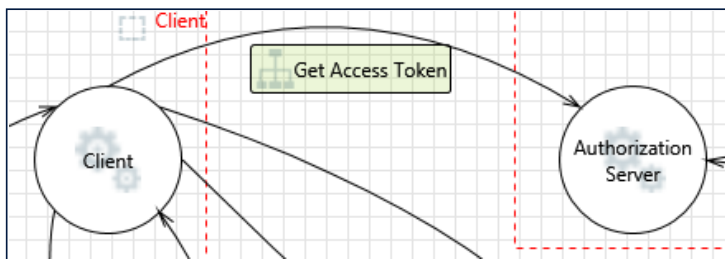 Client
Get Access Token
Client
Authorization
Server